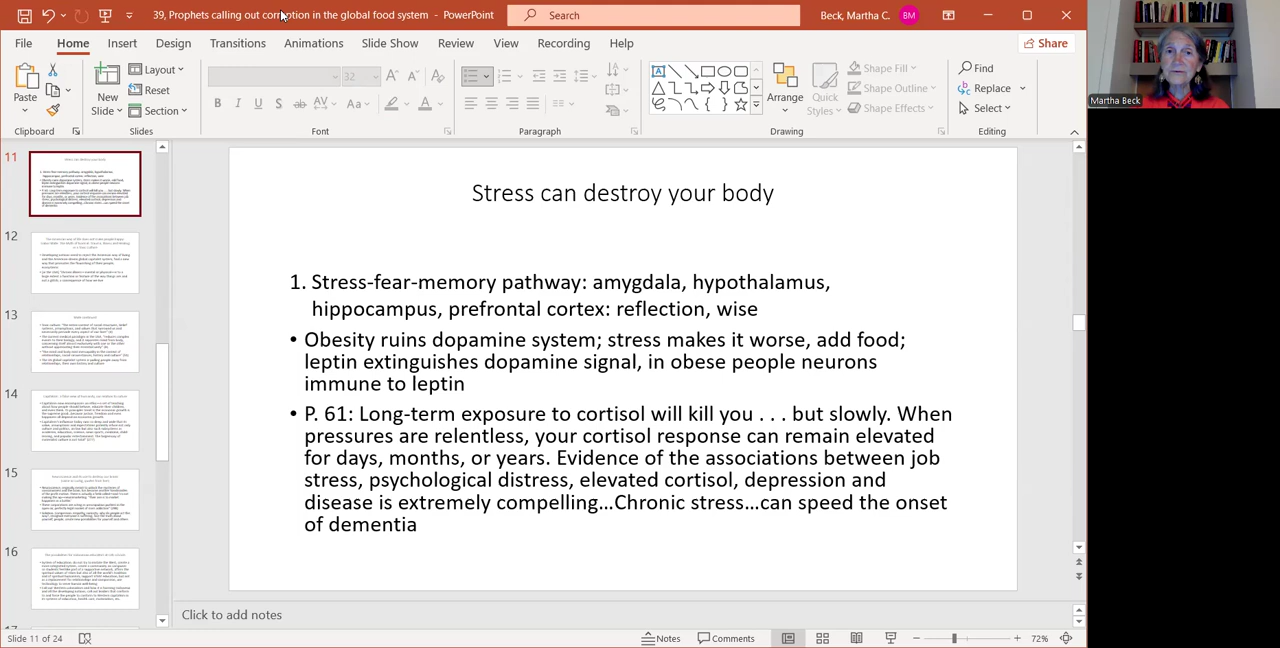 39, Prophets calling out corruption in the global food system - PowerPoint
Search
Beck, Martha C.
BM
File Home Insert Design Transitions Animations Slide Show Review View Recording Help
Share
Paste
New Slide
Layout
Reset
Section
32
B I U S ab AV Aa A
Arrange
Quick Styles
Shape Fill
Shape Outline
Shape Effects
Find
Replace
Select
Clipboard
Slides
Font
Paragraph
Drawing
Editing
Martha Beck
11
12
13
14
15
16
Stress can destroy your body
1. Stress-fear-memory pathway: amygdala, hypothalamus,
hippocampus, prefrontal cortex: reflection, wise
• Obesity ruins dopamine system; stress makes it worse, add food;
leptin extinguishes dopamine signal, in obese people neurons
immune to leptin
• P. 61: Long-term exposure to cortisol will kill you . . but slowly. When
pressures are relentless, your cortisol response can remain elevated
for days, months, or years. Evidence of the associations between job
stress, psychological distress, elevated cortisol, depression and
disease is extremely compelling…Chronic stress…can speed the onset
of dementia
Click to add notes
Slide 11 of 24
Notes
Comments
72%